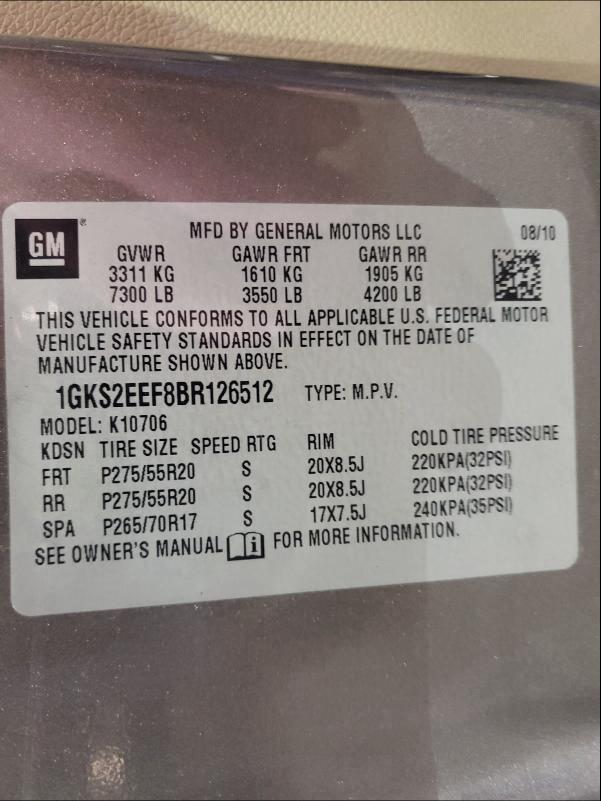 GM ®
MFD BY GENERAL MOTORS LLC 08/10
GVWR GAWR FRT GAWR RR
3311 KG 1610 KG 1905 KG
7300 LB 3550 LB 4200 LB
THIS VEHICLE CONFORMS TO ALL APPLICABLE U.S. FEDERAL MOTOR
VEHICLE SAFETY STANDARDS IN EFFECT ON THE DATE OF
MANUFACTURE SHOWN ABOVE.
1GKS2EEF8BR126512 TYPE: M.P.V.
MODEL: K10706
KDSN TIRE SIZE SPEED RTG RIM COLD TIRE PRESSURE
FRT P275/55R20 S 20X8.5J 220KPA(32PSI)
RR P275/55R20 S 20X8.5J 220KPA(32PSI)
SPA P265/70R17 S 17X7.5J 240KPA(35PSI)
SEE OWNER'S MANUAL i FOR MORE INFORMATION.